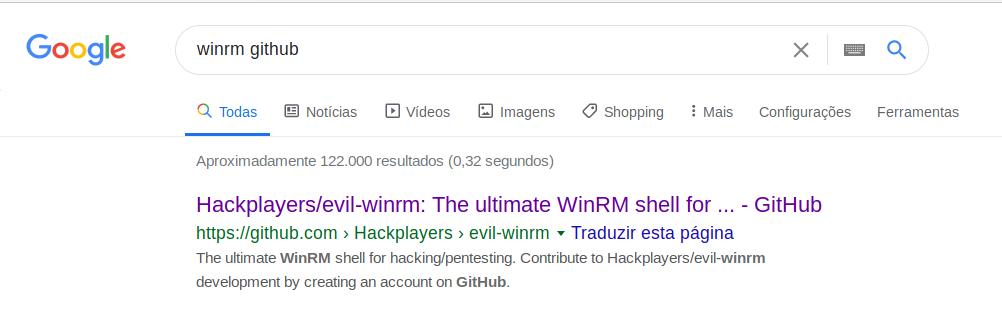 Google
winrm github
Todas Notícias Vídeos Imagens Shopping Mais Configurações Ferramentas
Aproximadamente 122.000 resultados (0,32 segundos)
Hackplayers/evil-winrm: The ultimate WinRM shell for ... - GitHub
https://github.com › Hackplayers › evil-winrm ▾ Traduzir esta página
The ultimate WinRM shell for hacking/pentesting. Contribute to Hackplayers/evil-winrm
development by creating an account on GitHub.